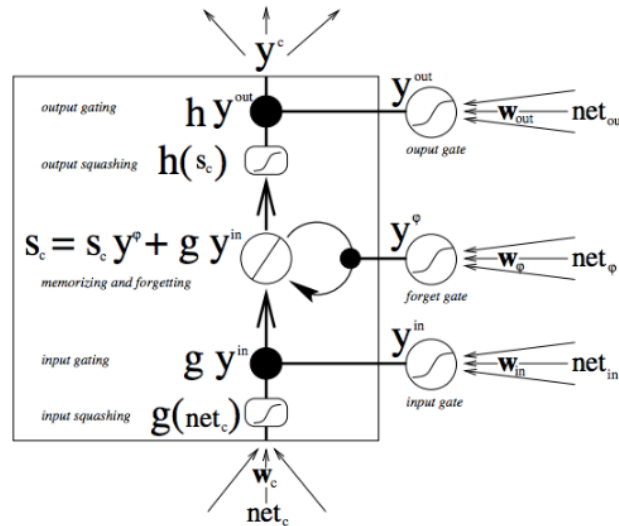 y^c
output gating
h y^out
y^out
w_out
net_ou
output squashing
h(s_c)
ouput gate
s_c = s_c y^φ + g y^in
memorizing and forgetting
y^φ
w_φ
net_φ
forget gate
input gating
g y^in
y^in
w_in
net_in
input squashing
g(net_c)
input gate
w_c
net_c